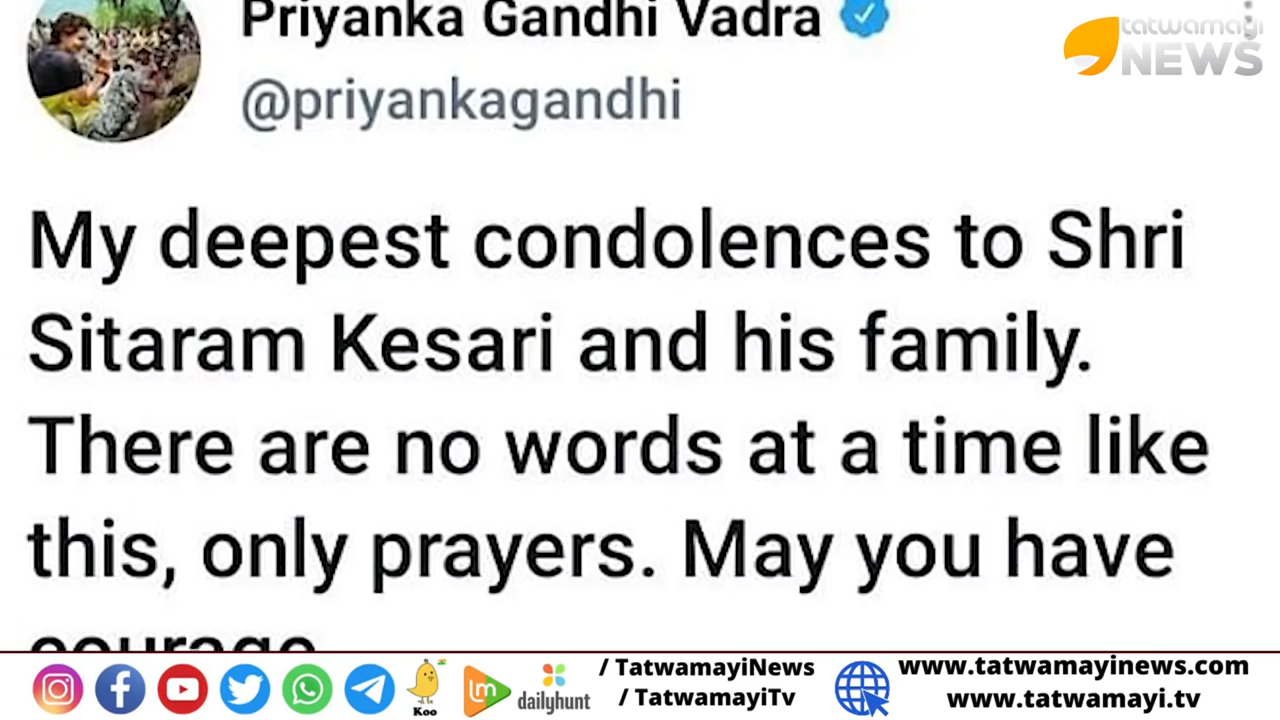 Priyanka Gandhi Vadra
tatwamayi
NEWS
@priyankagandhi
My deepest condolences to Shri
Sitaram Kesari and his family.
There are no words at a time like
this, only prayers. May you have
courage
Koo
lm
dailyhunt
/ TatwamayiNews
/ TatwamayiTv
www.tatwamayinews.com
www.tatwamayi.tv